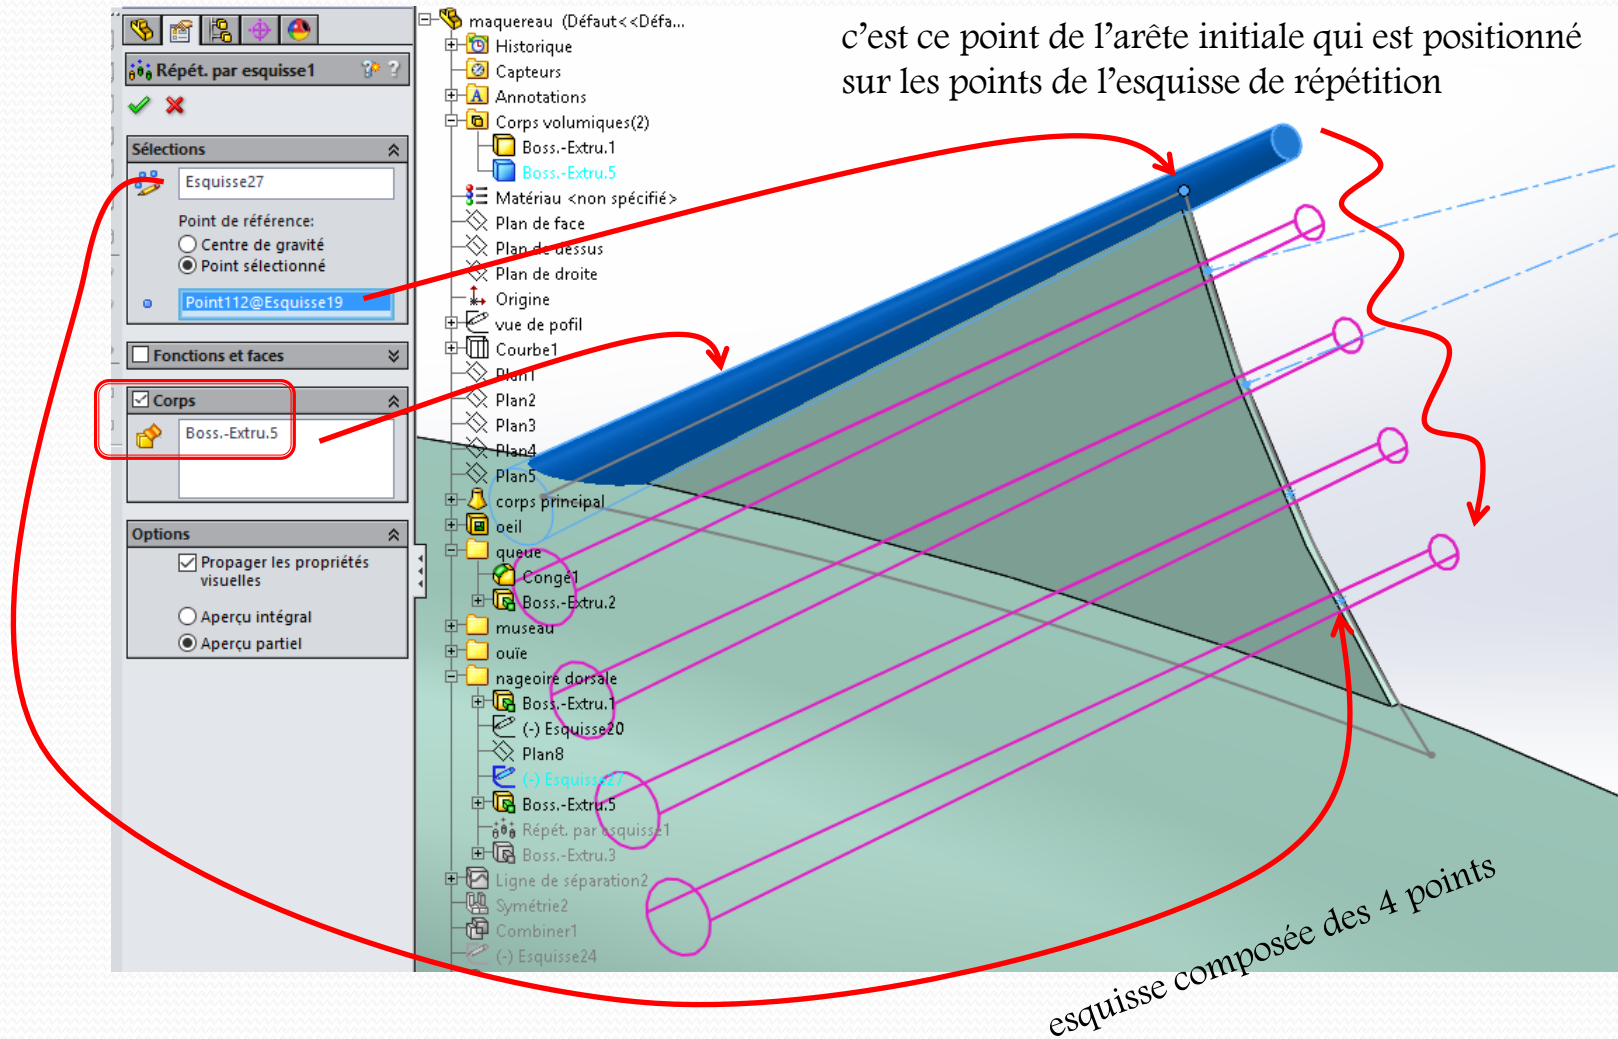 c'est ce point de l'arête initiale qui est positionné
sur les points de l'esquisse de répétition
Répét. par esquisse1
Sélections
Esquisse27
Point de référence:
Centre de gravité
Point sélectionné
Point112@Esquisse19
Fonctions et faces
Corps
Boss.-Extru.5
Options
Propager les propriétés
visuelles
Aperçu intégral
Aperçu partiel
maquereau (Défaut<<Défa...
Historique
Capteurs
Annotations
Corps volumiques(2)
Boss.-Extru.1
Boss.-Extru.5
Matériau <non spécifié>
Plan de face
Plan de dessus
Plan de droite
Origine
vue de pofil
Courbe1
Plan1
Plan2
Plan3
Plan4
Plan5
corps principal
oeil
queue
Congé1
Boss.-Extru.2
museau
ouïe
nageoire dorsale
Boss.-Extru.1
(-) Esquisse20
Plan8
(-) Esquisse27
Boss.-Extru.5
Répét. par esquisse1
Boss.-Extru.3
Ligne de séparation2
Symétrie2
Combiner1
(-) Esquisse24
esquisse composée des 4 points